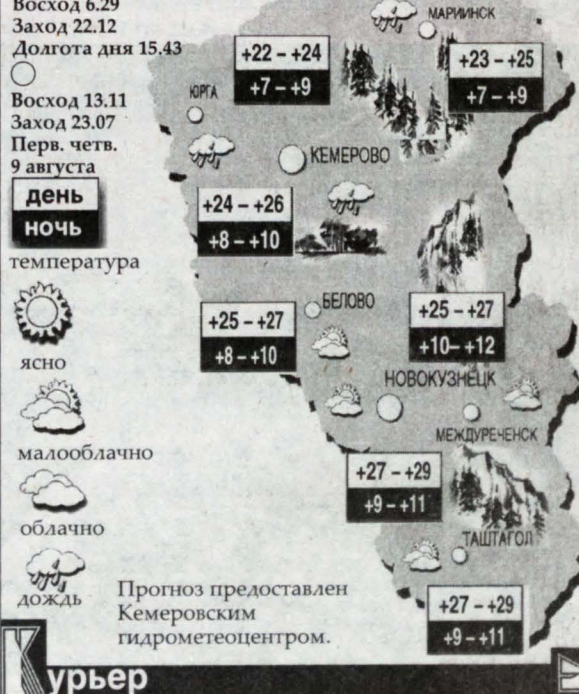 Восход 6.29
Заход 22.12
Долгота дня 15.43
Восход 13.11
Заход 23.07
Перв. четв.
9 августа
день
ночь
температура
ясно
малооблачно
облачно
дождь
МАРИИНСК
+22 – +24
+7 – +9
+23 – +25
+7 – +9
ЮРГА
КЕМЕРОВО
+24 – +26
+8 – +10
БЕЛОВО
+25 – +27
+8 – +10
+25 – +27
+10– +12
НОВОКУЗНЕЦК
МЕЖДУРЕЧЕНСК
+27 – +29
+9 – +11
ТАШТАГОЛ
+27 – +29
+9 – +11
Прогноз предоставлен
Кемеровским
гидрометеоцентром.
Курьер